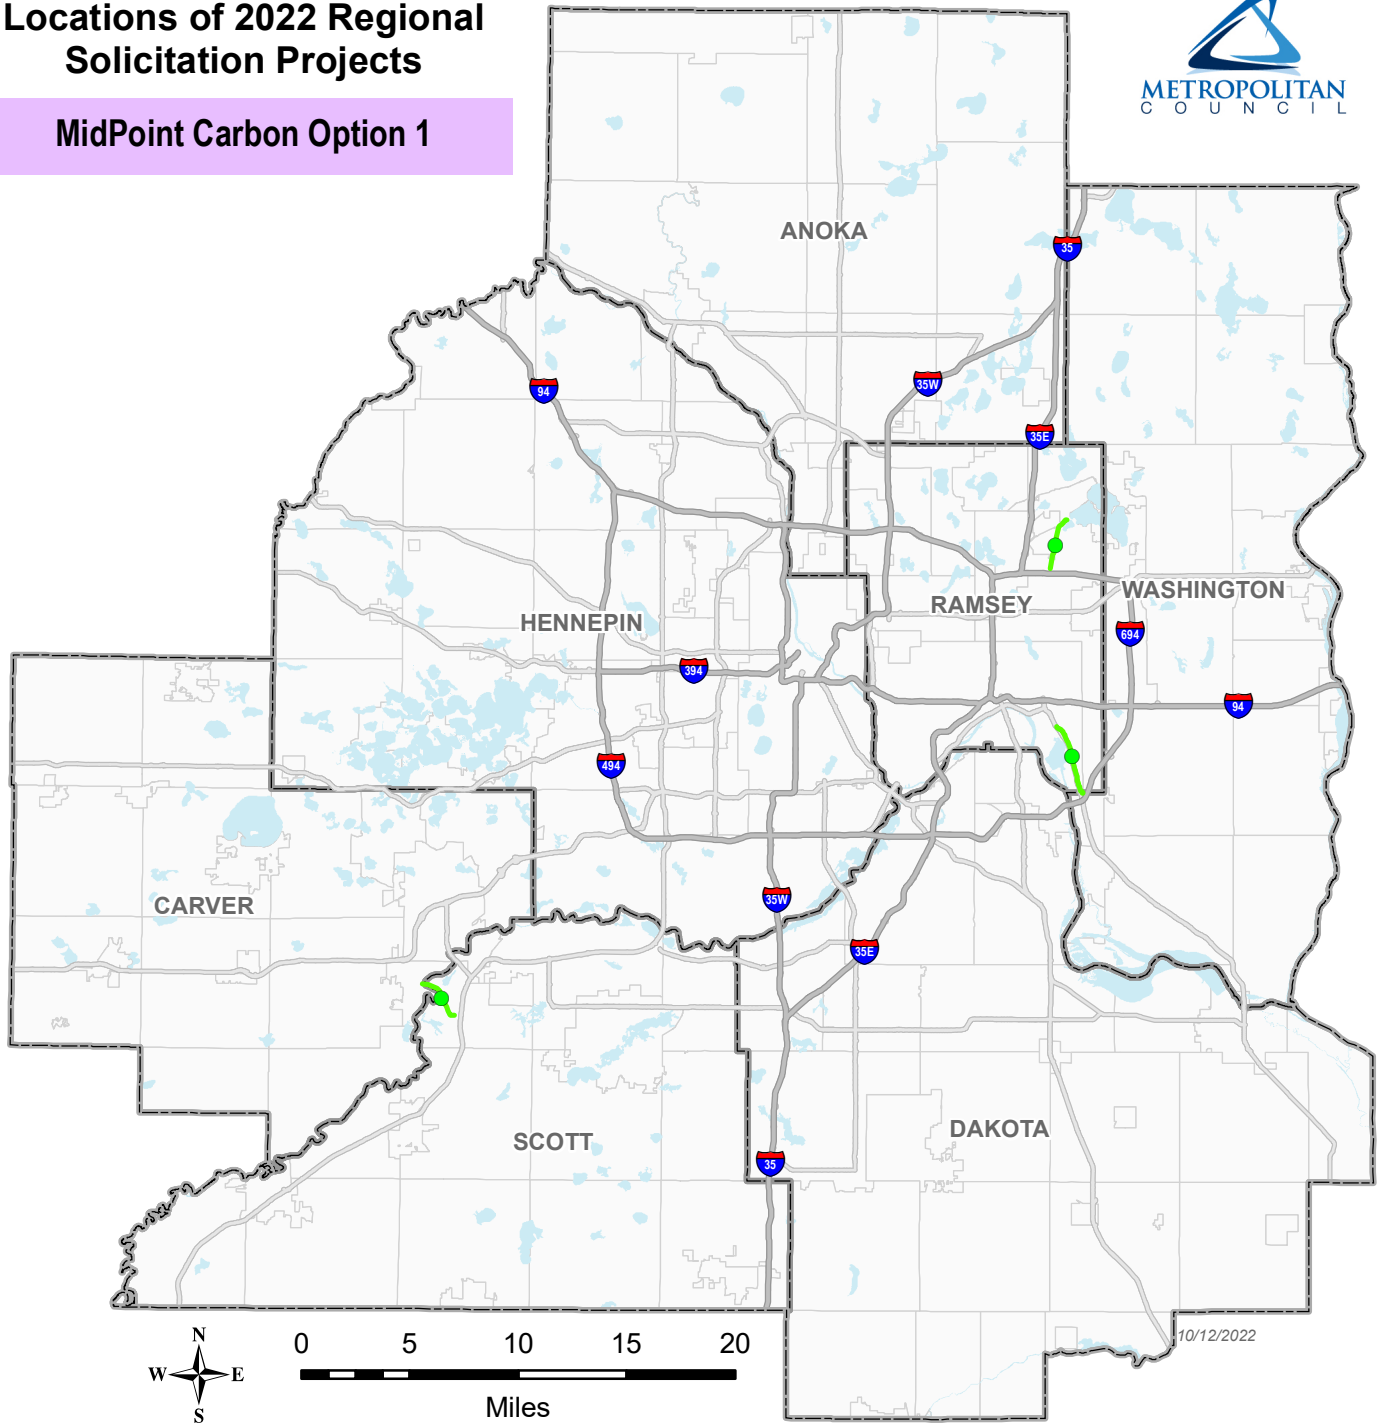 Locations of 2022 Regional
Solicitation Projects
MidPoint Carbon Option 1
METROPOLITAN
COUNCIL
ANOKA
35
35W
94
35E
WASHINGTON
RAMSEY
HENNEPIN
694
394
94
494
CARVER
35W
35E
DAKOTA
SCOTT
35
10/12/2022
N
W E
S
0 5 10 15 20
Miles